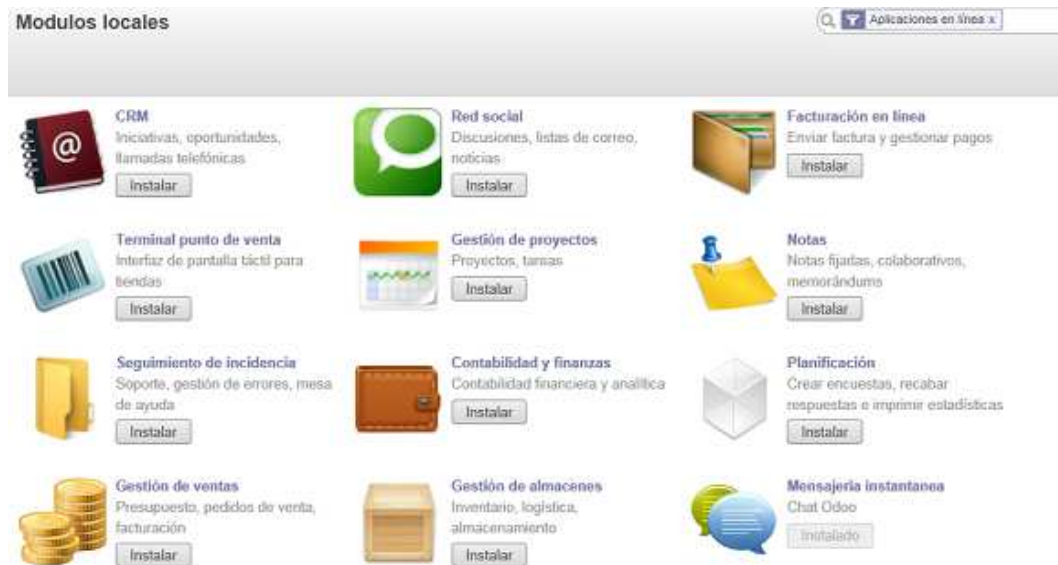 Modulos locales
Aplicaciones en línea x
CRM
Iniciativas, oportunidades,
llamadas telefónicas
Instalar
Red social
Discusiones, listas de correo,
noticias
Instalar
Facturación en línea
Enviar factura y gestionar pagos
Instalar
Terminal punto de venta
Interfaz de pantalla táctil para
tiendas
Instalar
Gestión de proyectos
Proyectos, tareas
Instalar
Notas
Notas fijadas, colaborativos,
memorándums
Instalar
Seguimiento de incidencia
Soporte, gestión de errores, mesa
de ayuda
Instalar
Contabilidad y finanzas
Contabilidad financiera y analítica
Instalar
Planificación
Crear encuestas, recabar
respuestas e imprimir estadísticas
Instalar
Gestión de ventas
Presupuesto, pedidos de venta,
facturación
Instalar
Gestión de almacenes
Inventario, logística,
almacenamiento
Instalar
Mensajeria instantanea
Chat Odoo
Instalado